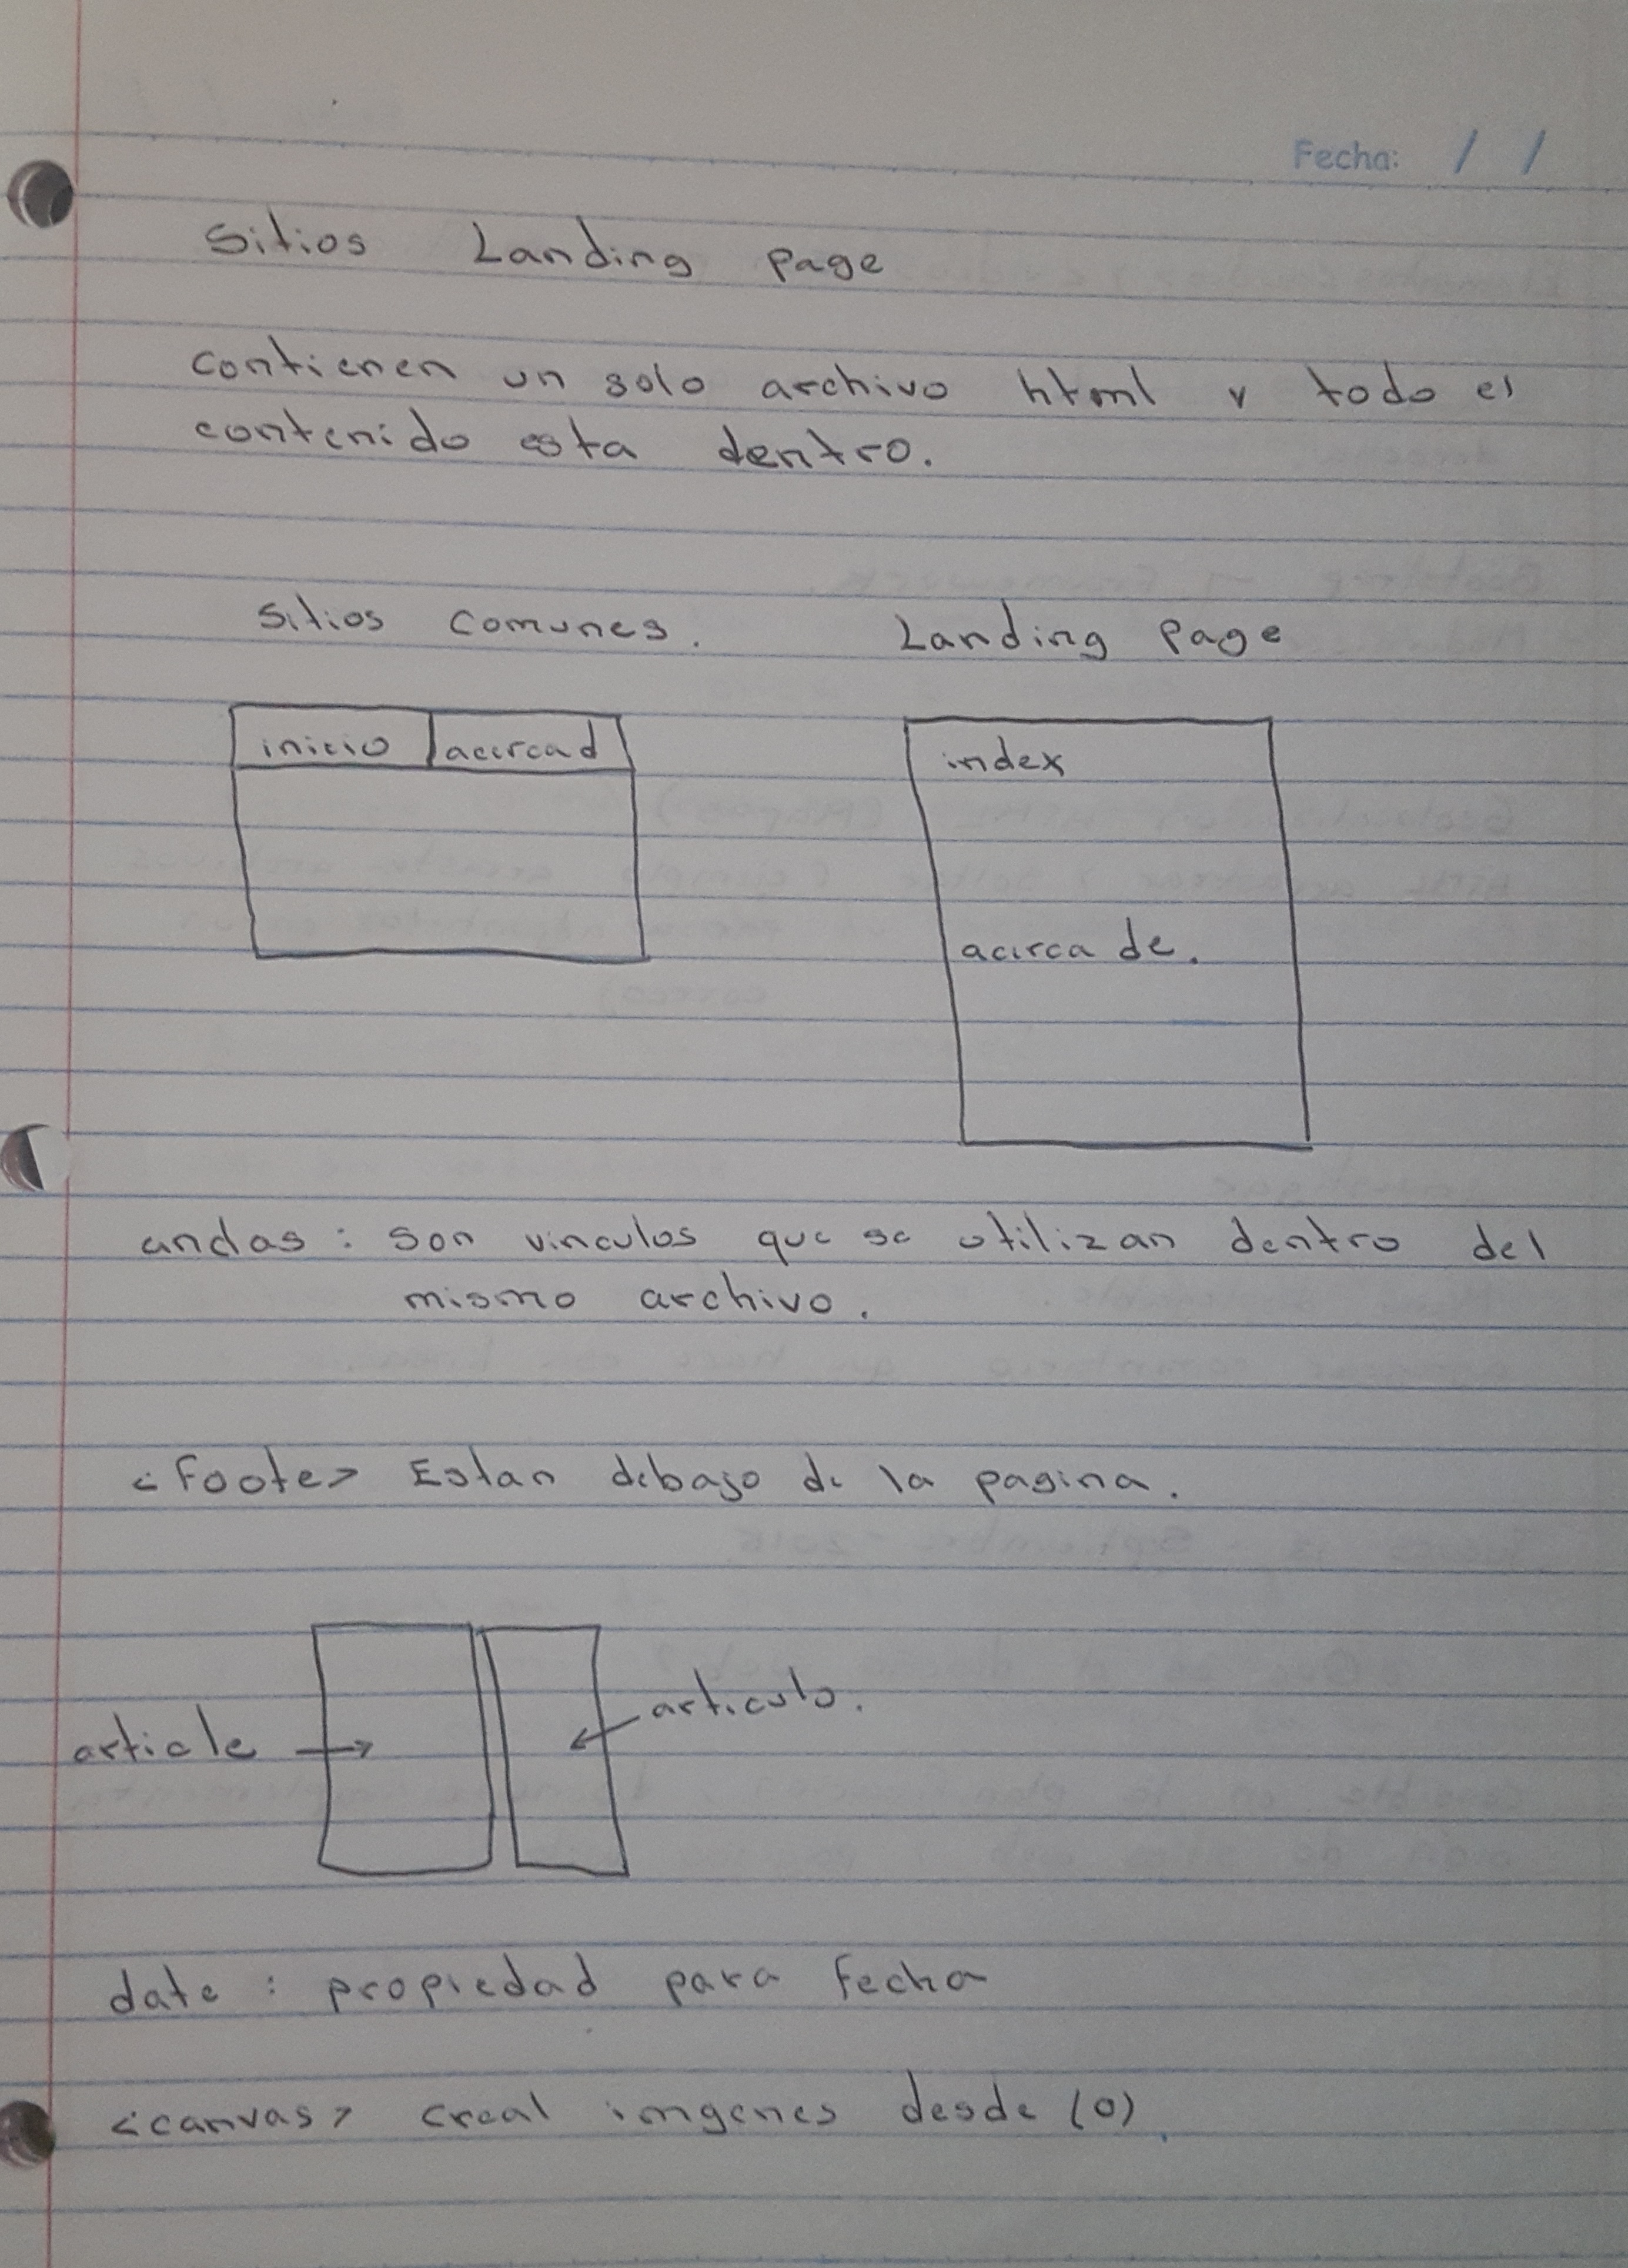 Fecha: / /
Sitios Landing page
contienen un solo archivo html y todo el
contenido esta dentro.
Sitios comunes. Landing Page
inicio acercad
index
acerca de.
anclas: son vinculos que se utilizan dentro del
mismo archivo.
<Foote> Estan debajo de la pagina.
article → ← articulo.
date: propiedad para fecha
<canvas> creal imgenes desde (0)